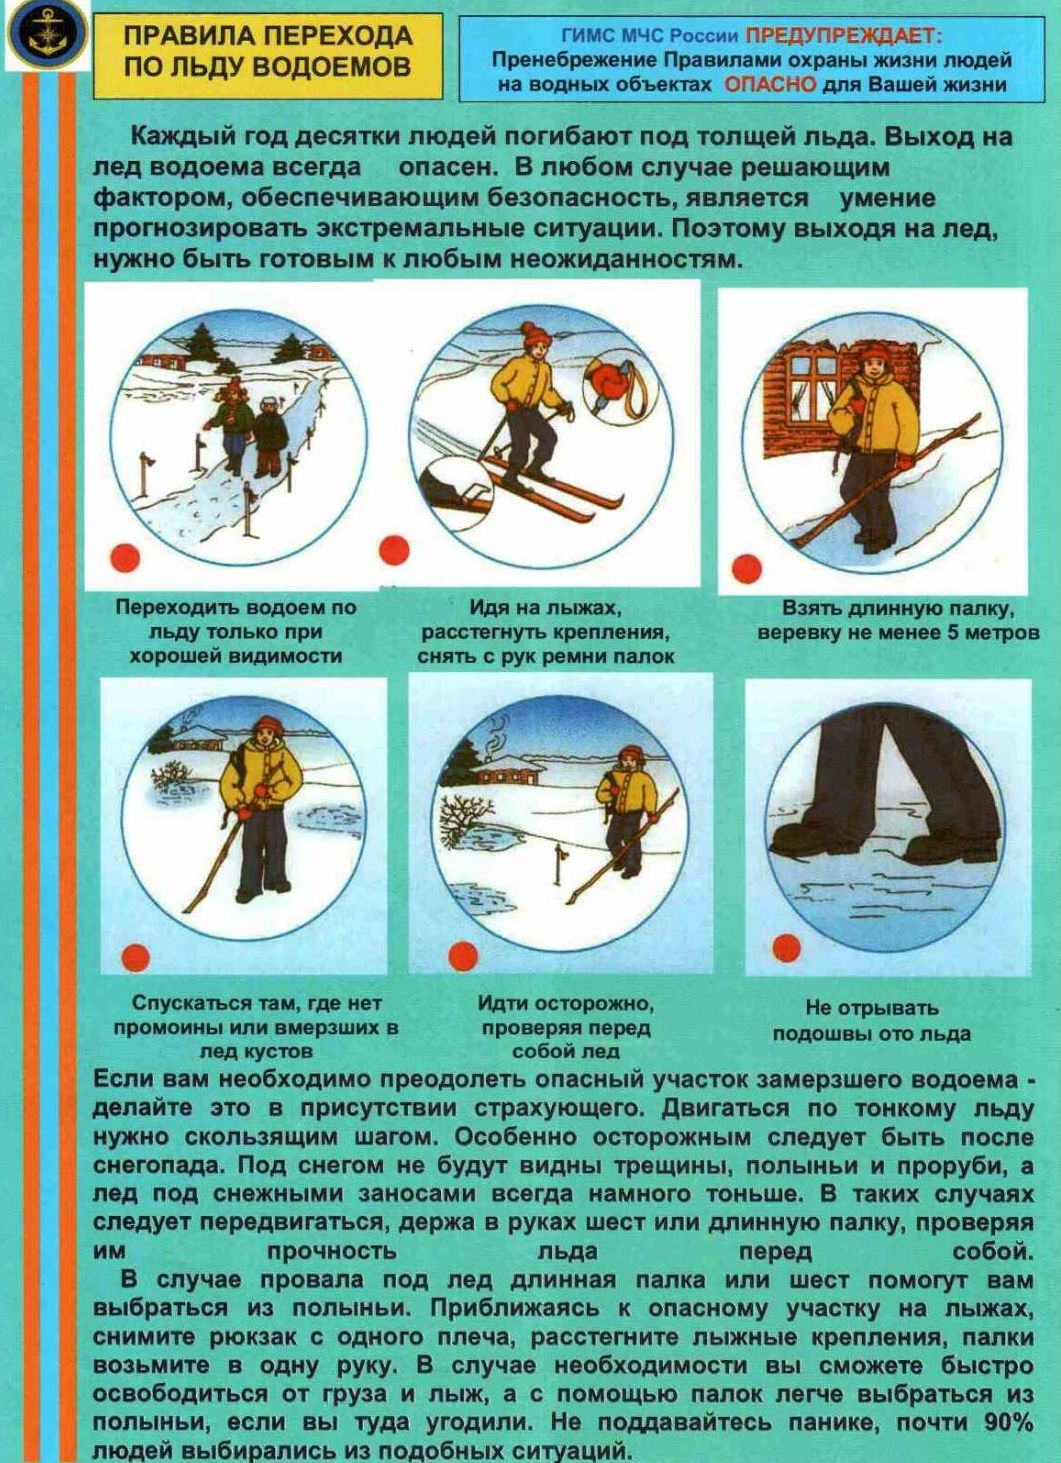 ПРАВИЛА ПЕРЕХОДА
ПО ЛЬДУ ВОДОЕМОВ
ГИМС МЧС России ПРЕДУПРЕЖДАЕТ:
Пренебрежение Правилами охраны жизни людей
на водных объектах ОПАСНО для Вашей жизни
Каждый год десятки людей погибают под толщей льда. Выход на
лед водоема всегда опасен. В любом случае решающим
фактором, обеспечивающим безопасность, является умение
прогнозировать экстремальные ситуации. Поэтому выходя на лед,
нужно быть готовым к любым неожиданностям.
Переходить водоем по
льду только при
хорошей видимости
Идя на лыжах,
расстегнуть крепления,
снять с рук ремни палок
Взять длинную палку,
веревку не менее 5 метров
Спускаться там, где нет
промоины или вмерзших в
лед кустов
Идти осторожно,
проверяя перед
собой лед
Не отрывать
подошвы ото льда
Если вам необходимо преодолеть опасный участок замерзшего водоема -
делайте это в присутствии страхующего. Двигаться по тонкому льду
нужно скользящим шагом. Особенно осторожным следует быть после
снегопада. Под снегом не будут видны трещины, полыньи и проруби, а
лед под снежными заносами всегда намного тоньше. В таких случаях
следует передвигаться, держа в руках шест или длинную палку, проверяя
им прочность льда перед собой.
В случае провала под лед длинная палка или шест помогут вам
выбраться из полыньи. Приближаясь к опасному участку на лыжах,
снимите рюкзак с одного плеча, расстегните лыжные крепления, палки
возьмите в одну руку. В случае необходимости вы сможете быстро
освободиться от груза и лыж, а с помощью палок легче выбраться из
полыньи, если вы туда угодили. Не поддавайтесь панике, почти 90%
людей выбирались из подобных ситуаций.